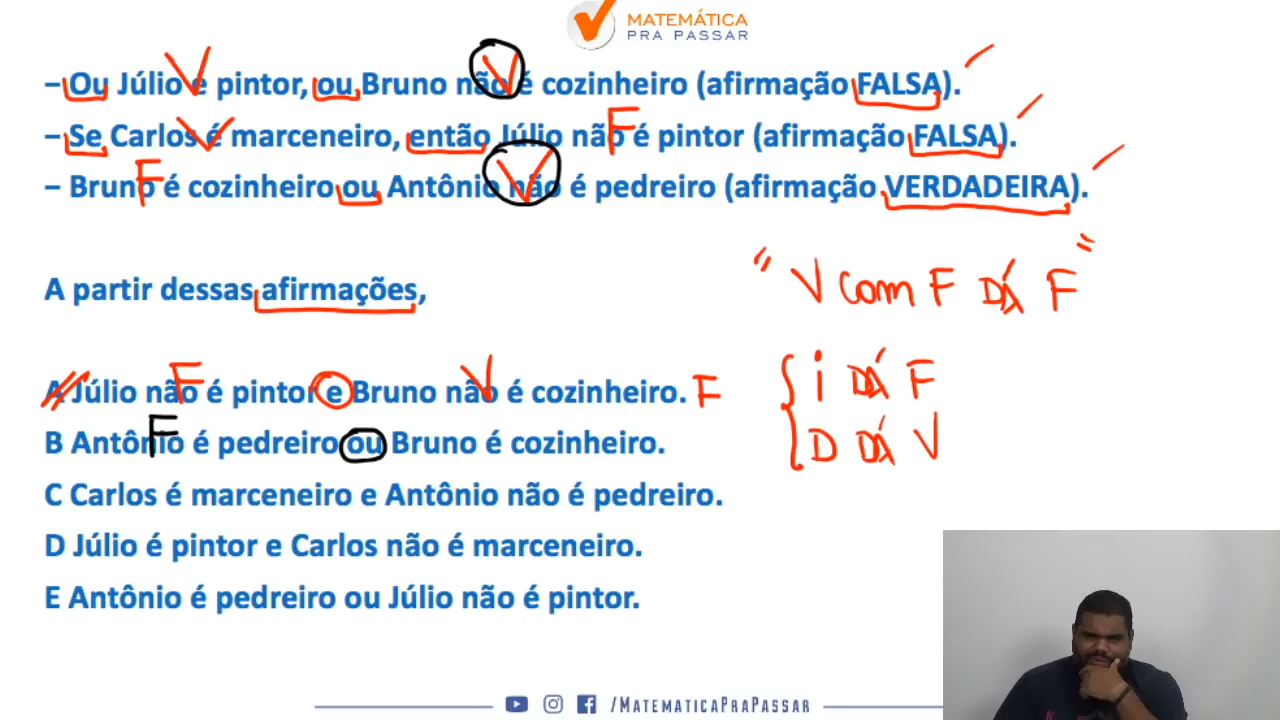 MATEMÁTICA
PRA PASSAR
V V
– Ou Júlio é pintor, ou Bruno não é cozinheiro (afirmação FALSA).
V F
– Se Carlos é marceneiro, então Júlio não é pintor (afirmação FALSA).
F V
– Bruno é cozinheiro ou Antônio não é pedreiro (afirmação VERDADEIRA).
A partir dessas afirmações,
" V com F DÁ F "
F V
A Júlio não é pintor e Bruno não é cozinheiro. F
i DÁ F
F
B Antônio é pedreiro ou Bruno é cozinheiro.
D DÁ V
C Carlos é marceneiro e Antônio não é pedreiro.
D Júlio é pintor e Carlos não é marceneiro.
E Antônio é pedreiro ou Júlio não é pintor.
/MATEMATICAPRAPASSAR